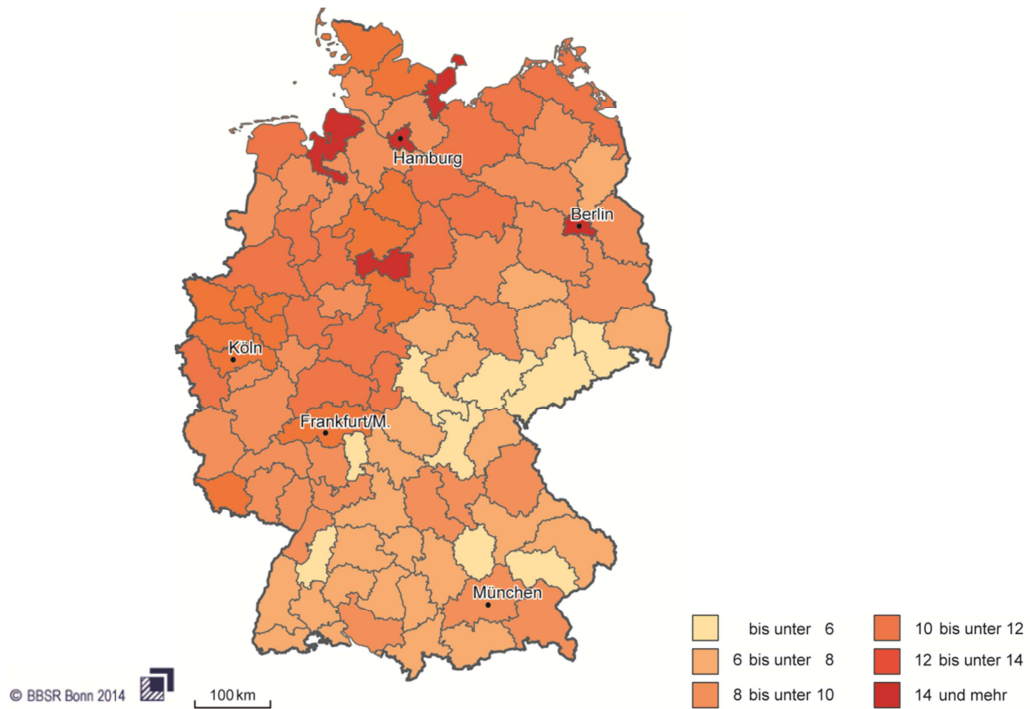 Hamburg
Berlin
Köln
Frankfurt/M.
München
bis unter 6
6 bis unter 8
8 bis unter 10
10 bis unter 12
12 bis unter 14
14 und mehr
© BBSR Bonn 2014
100 km